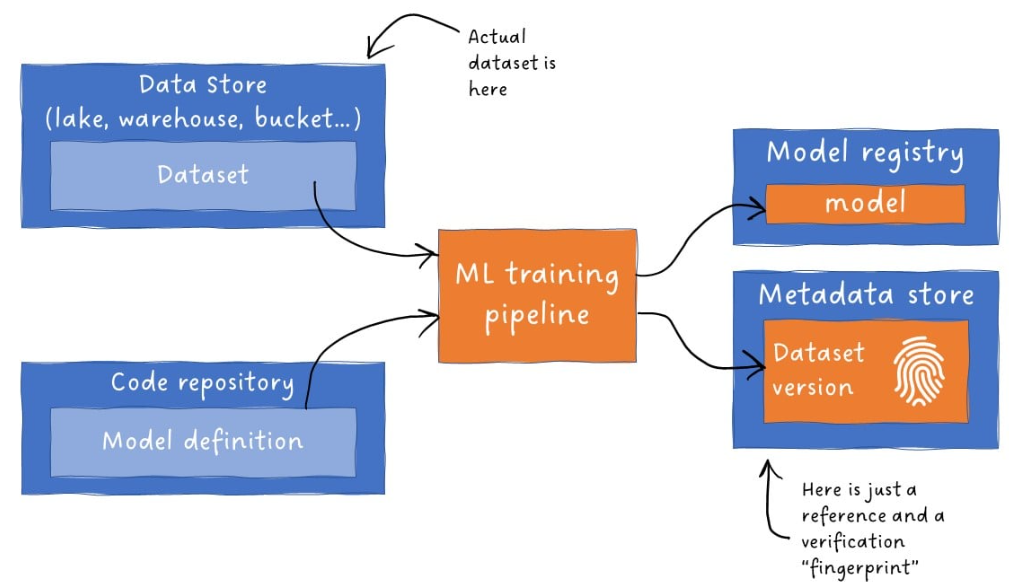 Actual
dataset is
here
Data Store
(lake, warehouse, bucket...)
Dataset
Model registry
model
ML training
pipeline
Metadata store
Dataset
version
Code repository
Model definition
Here is just a
reference and a
verification
"fingerprint"